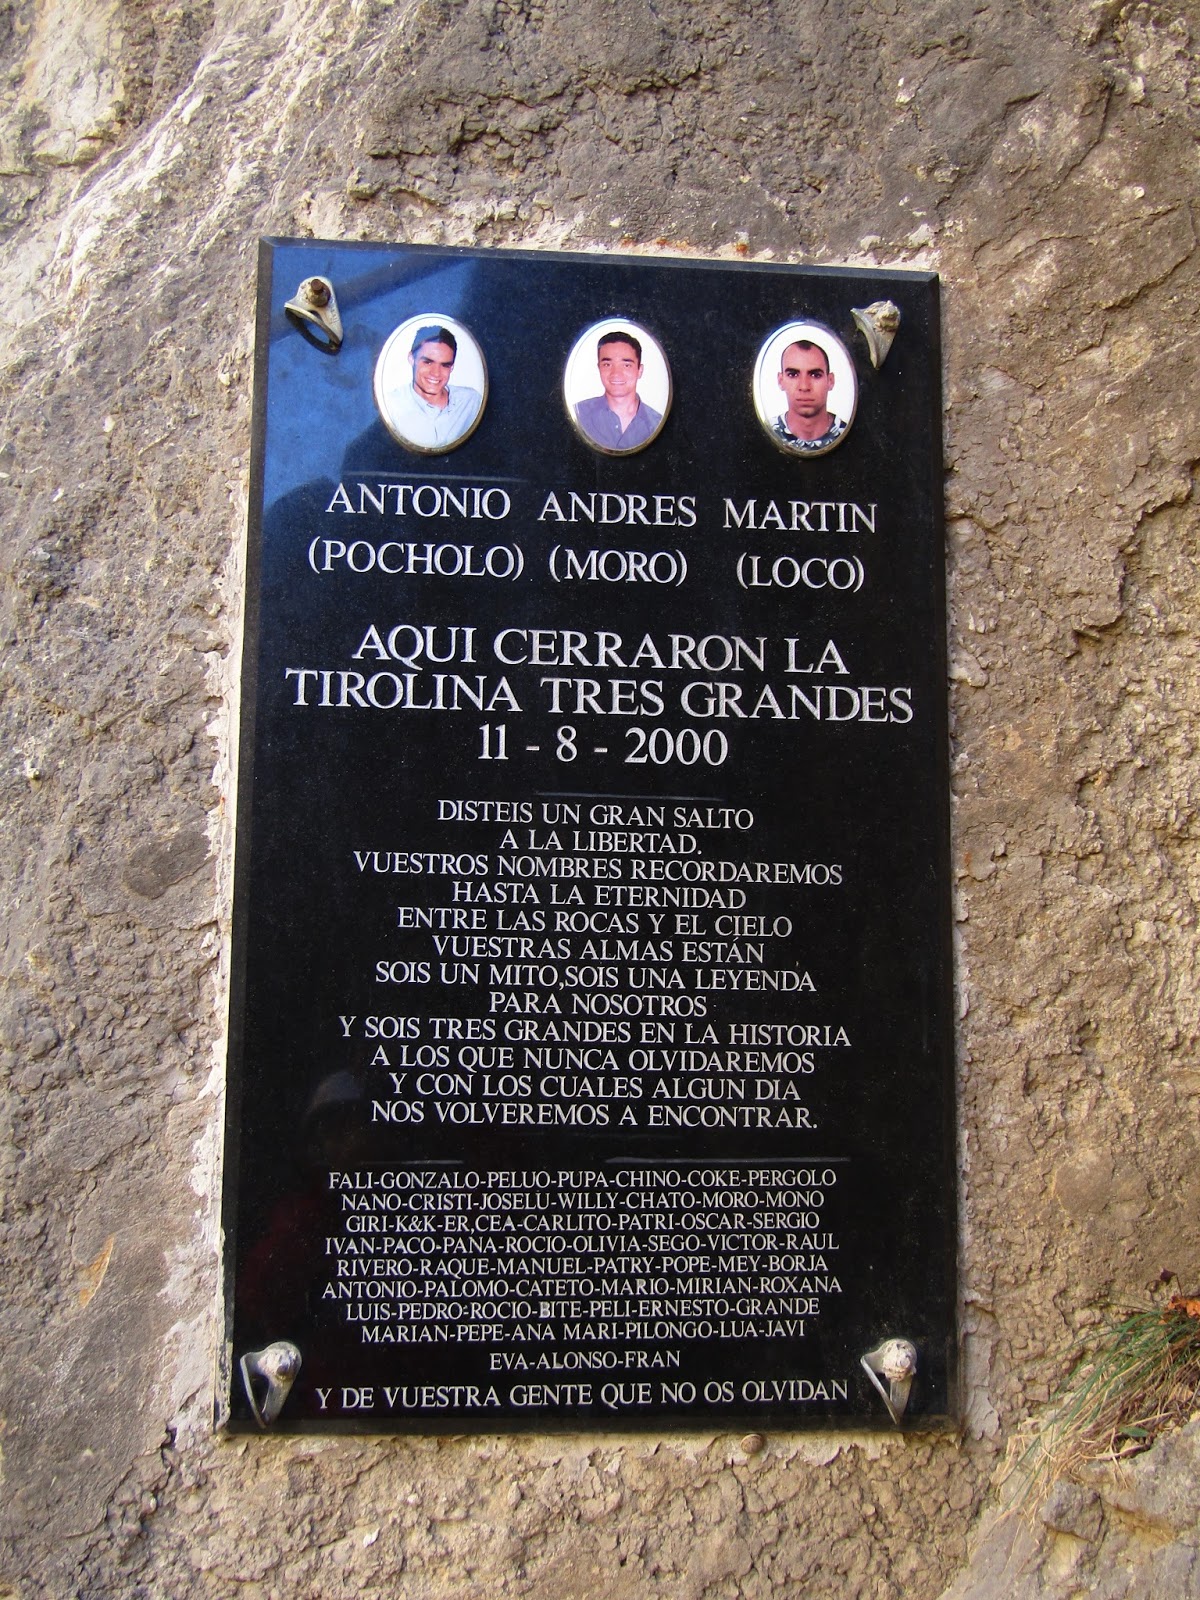 ANTONIO ANDRES MARTIN
(POCHOLO) (MORO) (LOCO)
AQUI CERRARON LA
TIROLINA TRES GRANDES
11 - 8 - 2000
DISTEIS UN GRAN SALTO
A LA LIBERTAD.
VUESTROS NOMBRES RECORDAREMOS
HASTA LA ETERNIDAD
ENTRE LAS ROCAS Y EL CIELO
VUESTRAS ALMAS ESTÁN
SOIS UN MITO,SOIS UNA LEYENDA
PARA NOSOTROS
Y SOIS TRES GRANDES EN LA HISTORIA
A LOS QUE NUNCA OLVIDAREMOS
Y CON LOS CUALES ALGUN DIA
NOS VOLVEREMOS A ENCONTRAR.
FALI-GONZALO-PELUO-PUPA-CHINO-COKE-PERGOLO
NANO-CRISTI-JOSELU-WILLY-CHATO-MORO-MONO
GIRI-K&K-ER,CEA-CARLITO-PATRI-OSCAR-SERGIO
IVAN-PACO-PANA-ROCIO-OLIVIA-SEGO-VICTOR-RAUL
RIVERO-RAQUE-MANUEL-PATRY-POPE-MEY-BORJA
ANTONIO-PALOMO-CATETO-MARIO-MIRIAN-ROXANA
LUIS-PEDRO-ROCIO-BITE-PELI-ERNESTO-GRANDE
MARIAN-PEPE-ANA MARI-PILONGO-LUA-JAVI
EVA-ALONSO-FRAN
Y DE VUESTRA GENTE QUE NO OS OLVIDAN